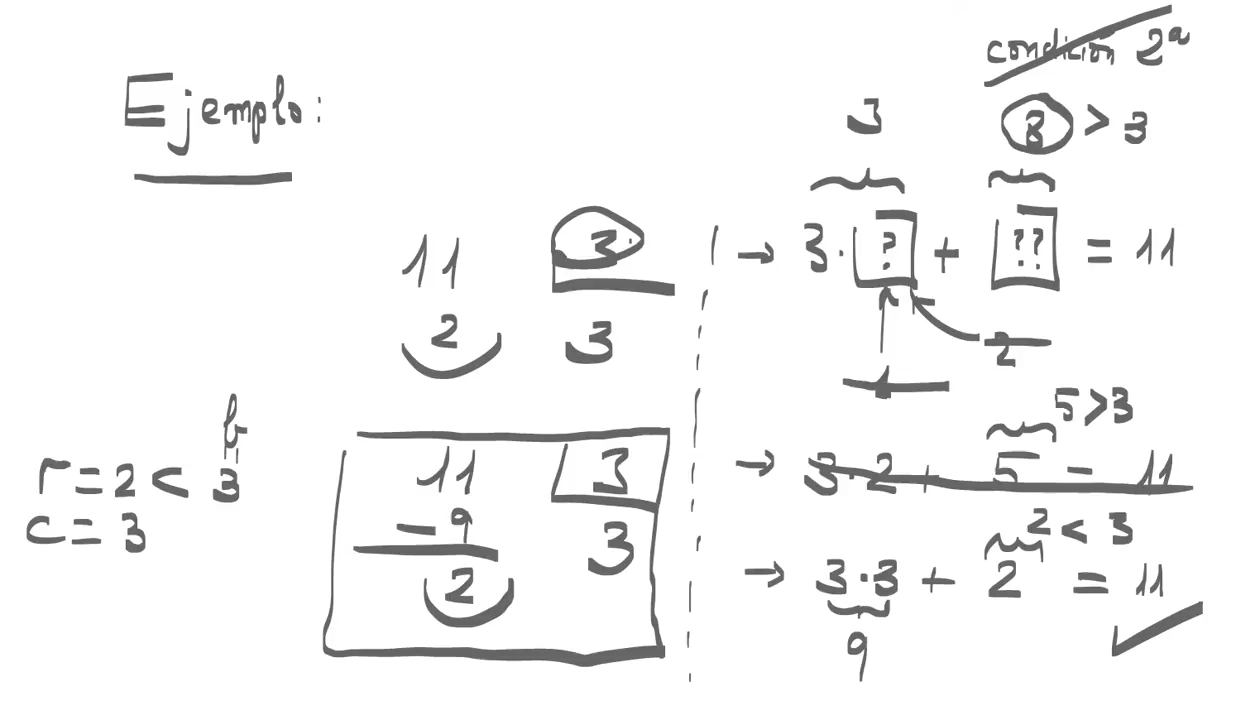 Ejemplo:
11 3
2 3
r = 2 < 3
b
c = 3
11 3
- 9 3
2
condición 2ª
3 8 > 3
→ 3 · ? + ?? = 11
1 2
5 > 3
→ 3 · 2 + 5 = 11
2 < 3
→ 3 · 3 + 2 = 11
9